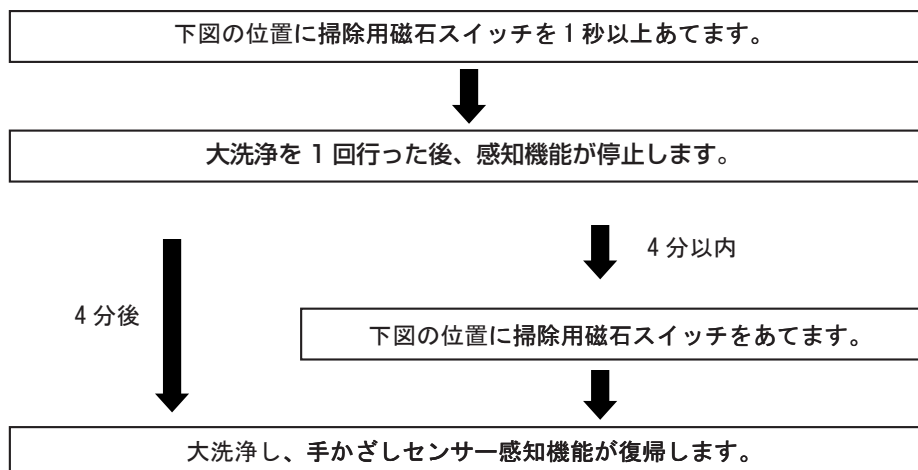 下図の位置に掃除用磁石スイッチを1秒以上あてます。
大洗浄を 1 回行った後、感知機能が停止します。
4分以内
4分後
下図の位置に掃除用磁石スイッチをあてます。
大洗浄し、手かざしセンサー感知機能が復帰します。